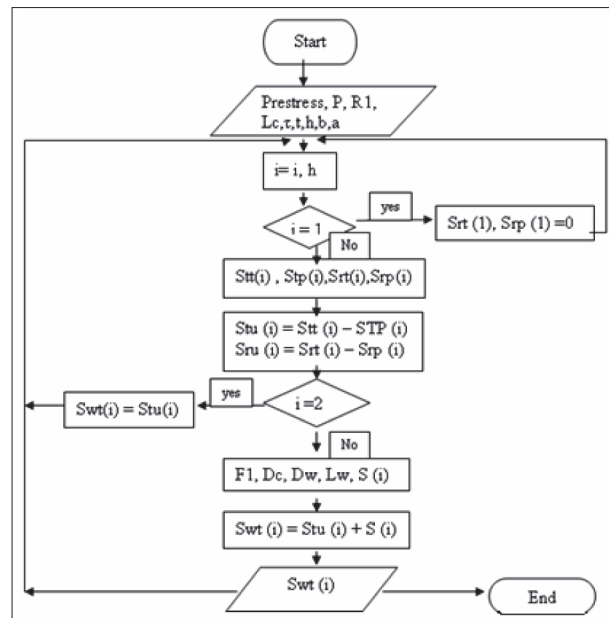 Start
Prestress, P, R1,
Lc,τ,t,h,b,a
i= i, h
yes
i = 1
Srt (1), Srp (1) =0
No
Stt(i) , Stp(i),Srt(i),Srp(i)
Stu (i) = Stt (i) – STP (i)
Sru (i) = Srt (i) – Srp (i)
yes
Swt(i) = Stu(i)
i =2
No
F1, Dc, Dw, Lw, S (i)
Swt (i) = Stu (i) + S (i)
Swt (i)
End